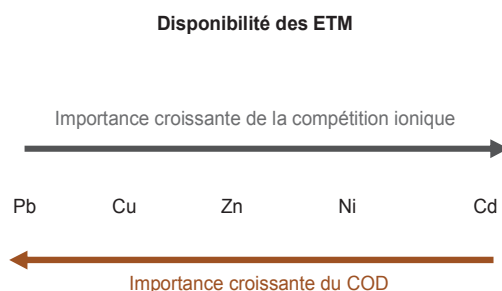 Disponibilité des ETM
Importance croissante de la compétition ionique
Pb Cu Zn Ni Cd
Importance croissante du COD